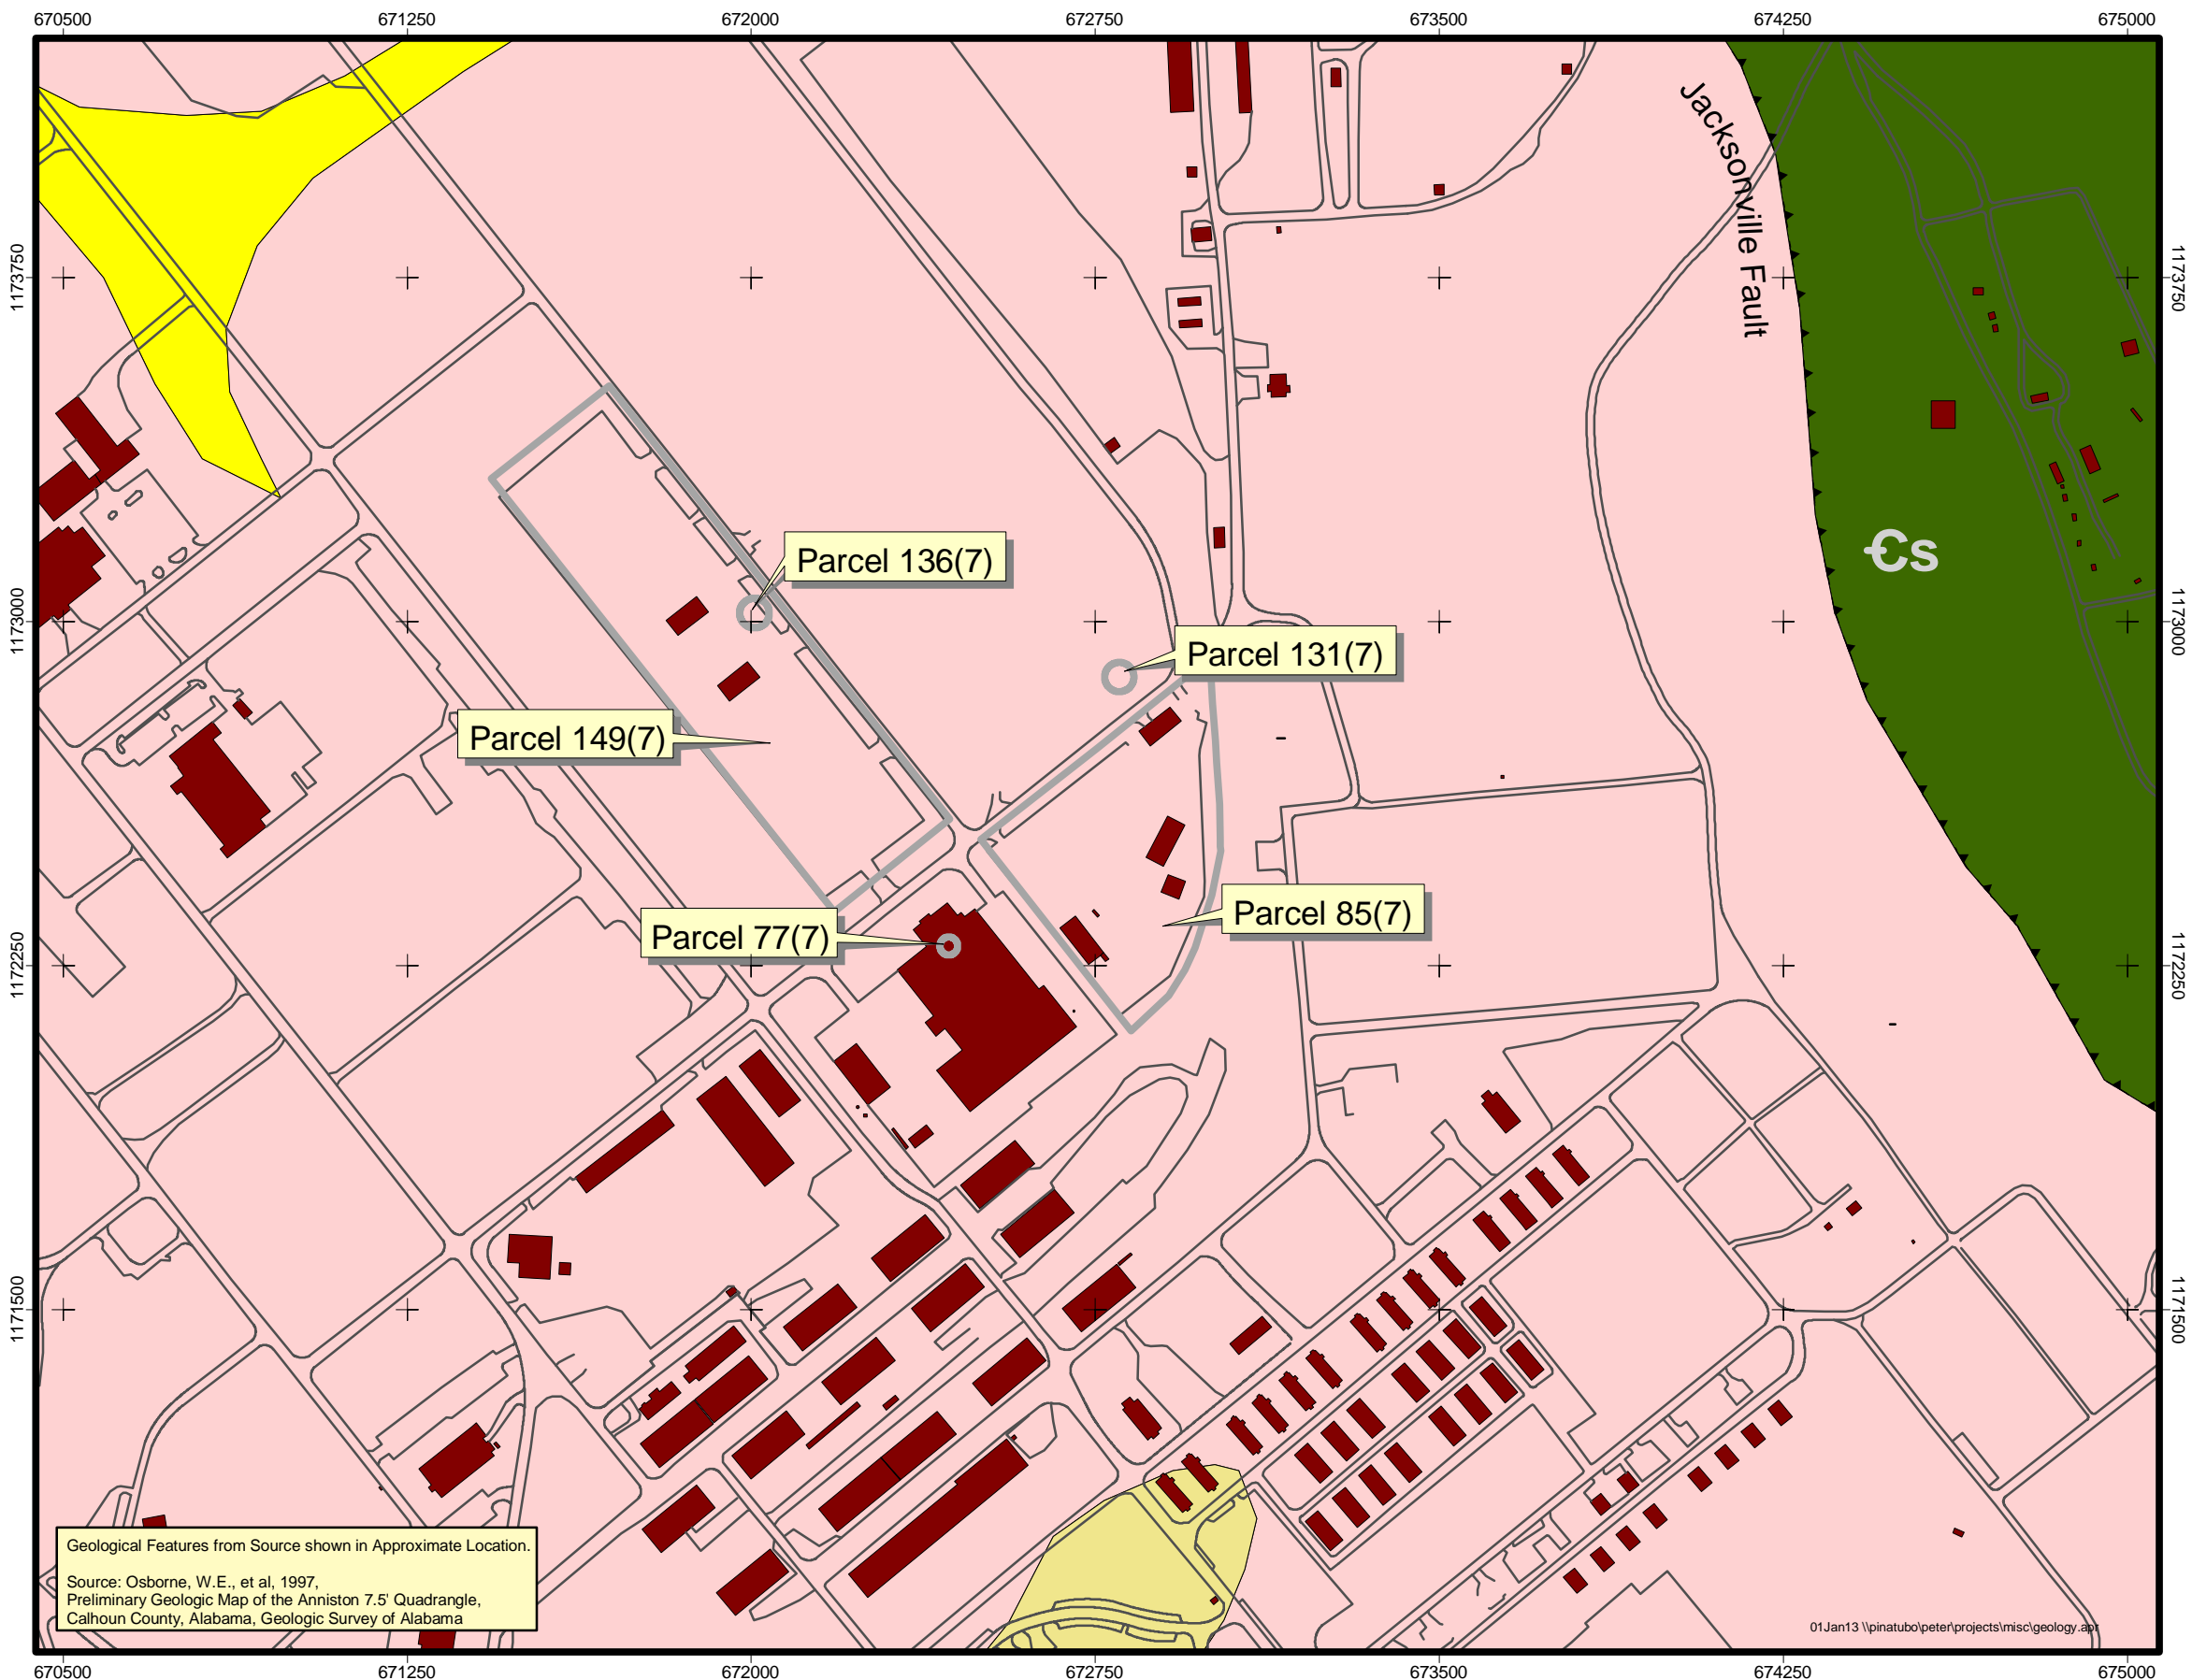 670500 671250 672000 672750 673500 674250 675000
Jacksonville Fault
1173750 1173750
Єs
Parcel 136(7)
1173000 1173000
Parcel 131(7)
Parcel 149(7)
Parcel 85(7)
Parcel 77(7)
1172250 1172250
1171500 1171500
Geological Features from Source shown in Approximate Location.
Source: Osborne, W.E., et al, 1997,
Preliminary Geologic Map of the Anniston 7.5' Quadrangle,
Calhoun County, Alabama, Geologic Survey of Alabama
01Jan13 \\pinatubo\peter\projects\misc\geology.apr
670500 671250 672000 672750 673500 674250 675000